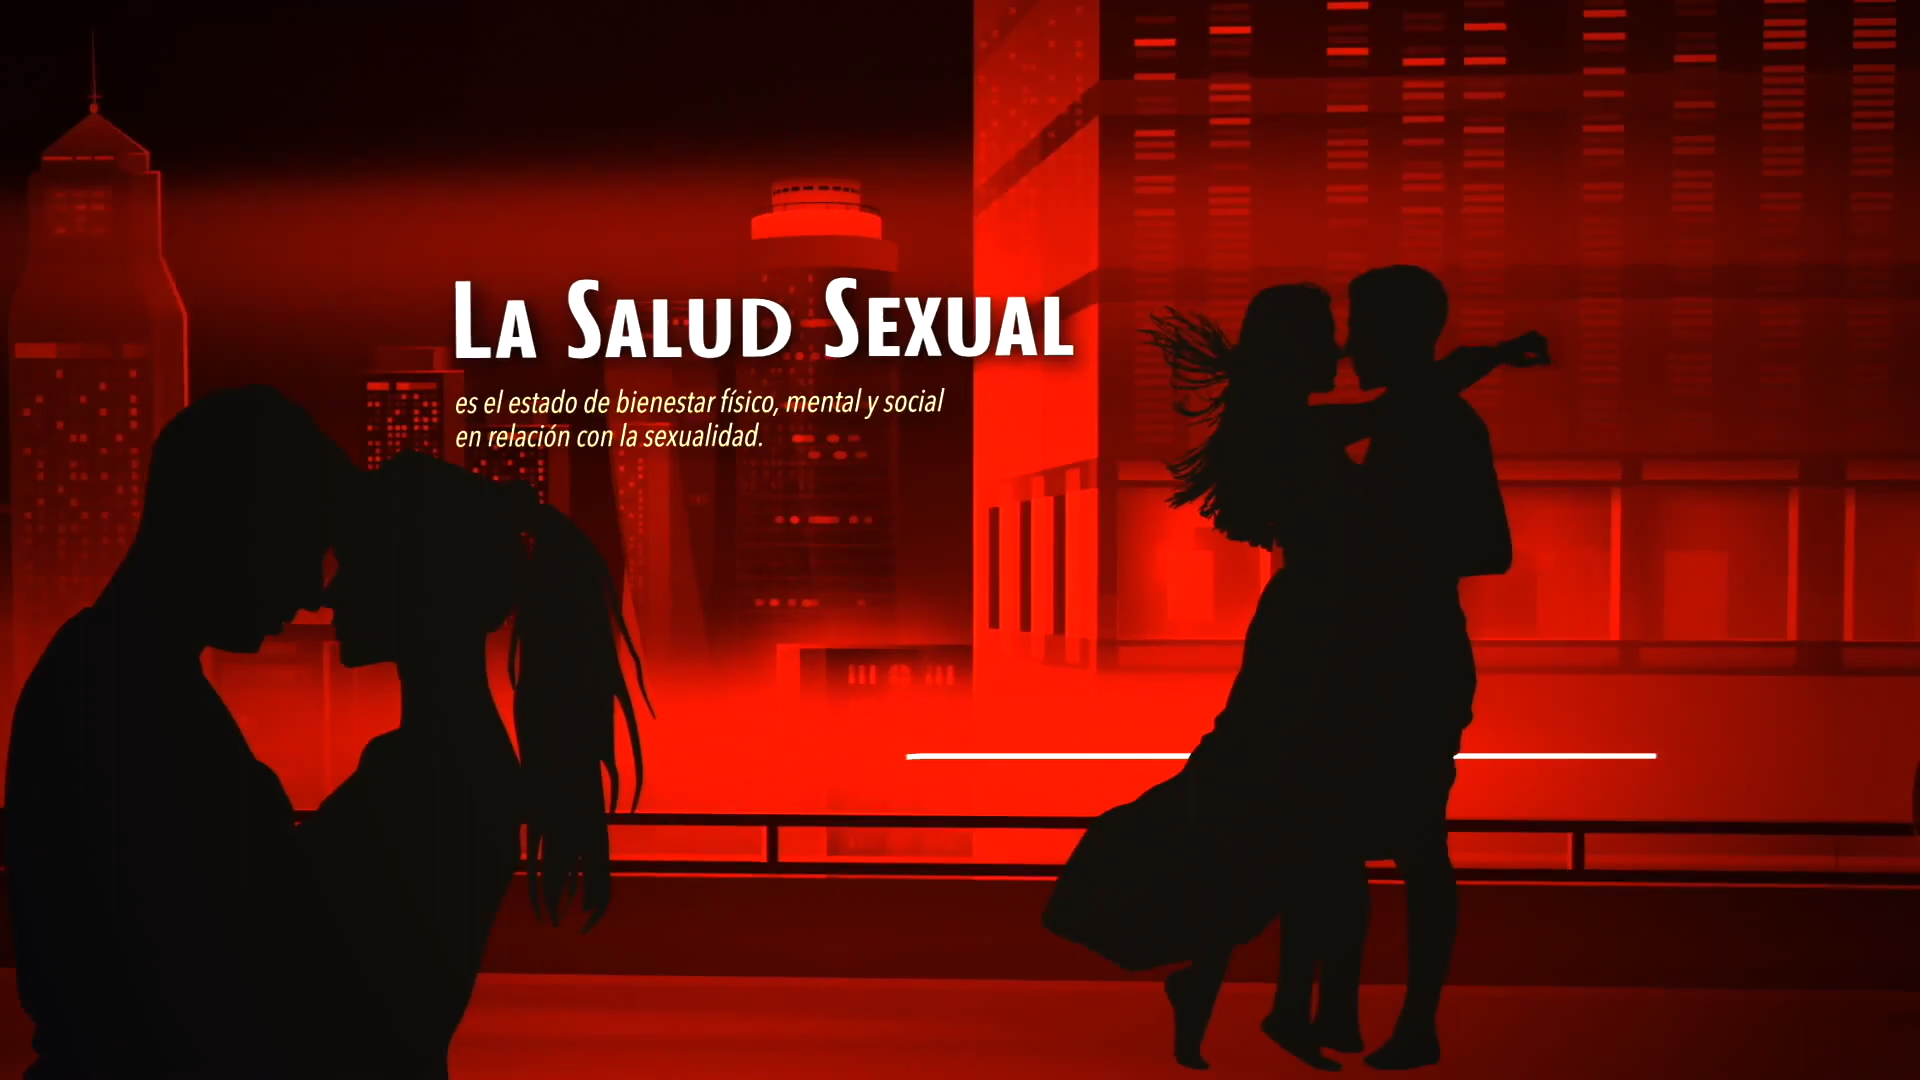 La Salud Sexual
es el estado de bienestar físico, mental y social
en relación con la sexualidad.